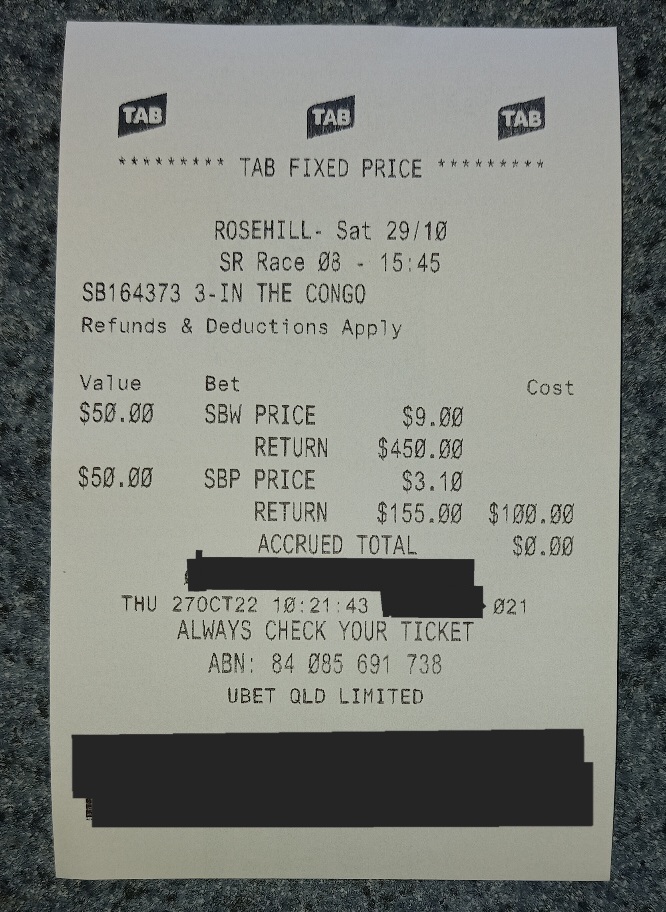 TAB TAB TAB
********* TAB FIXED PRICE *********
ROSEHILL- Sat 29/10
SR Race 08 - 15:45
SB164373 3-IN THE CONGO
Refunds & Deductions Apply
Value Bet Cost
$50.00 SBW PRICE $9.00
RETURN $450.00
$50.00 SBP PRICE $3.10
RETURN $155.00 $100.00
ACCRUED TOTAL $0.00
THU 27OCT22 10:21:43 021
ALWAYS CHECK YOUR TICKET
ABN: 84 085 691 738
UBET QLD LIMITED